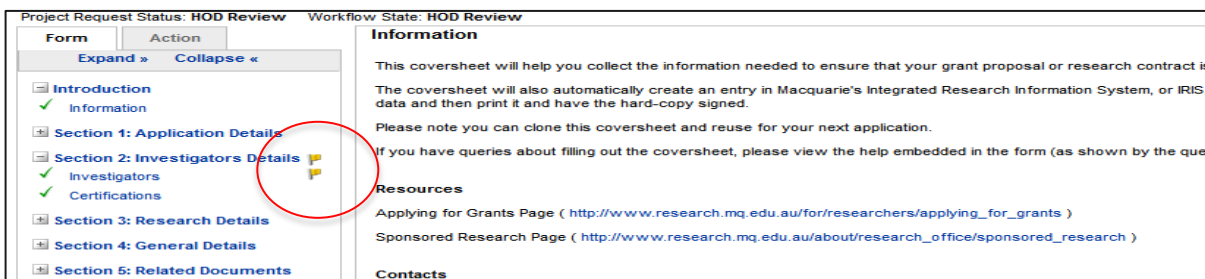 Project Request Status: HOD Review Workflow State: HOD Review
Form Action
Expand » Collapse «
Introduction
Information
Section 1: Application Details
Section 2: Investigators Details
Investigators
Certifications
Section 3: Research Details
Section 4: General Details
Section 5: Related Documents
Information
This coversheet will help you collect the information needed to ensure that your grant proposal or research contract is
The coversheet will also automatically create an entry in Macquarie's Integrated Research Information System, or IRIS
data and then print it and have the hard-copy signed.
Please note you can clone this coversheet and reuse for your next application.
If you have queries about filling out the coversheet, please view the help embedded in the form (as shown by the que
Resources
Applying for Grants Page ( http://www.research.mq.edu.au/for/researchers/applying_for_grants )
Sponsored Research Page ( http://www.research.mq.edu.au/about/research_office/sponsored_research )
Contacts